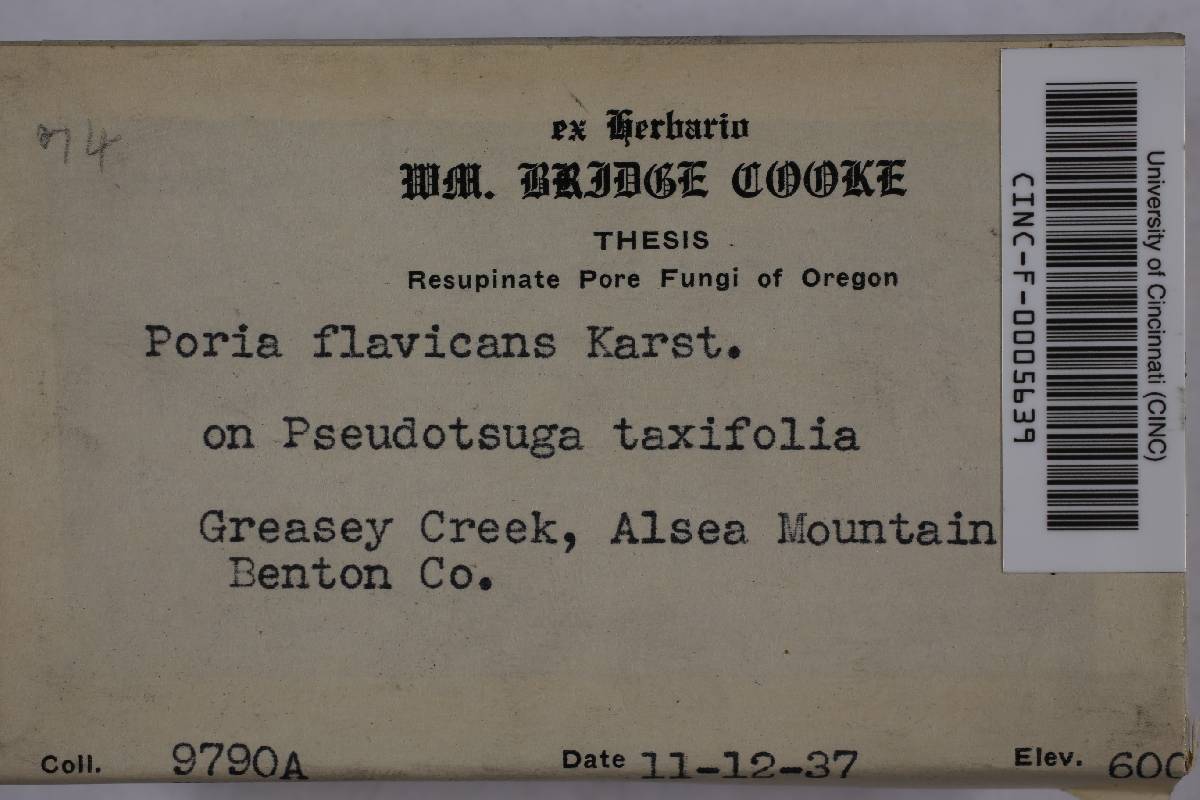 74
ex Herbario
WM. BRIDGE COOKE
THESIS
Resupinate Pore Fungi of Oregon
Poria flavicans Karst.
on Pseudotsuga taxifolia
Greasey Creek, Alsea Mountain
Benton Co.
Coll. 9790A Date 11-12-37 Elev. 600
University of Cincinnati (CINC)
CINC-F-0005639